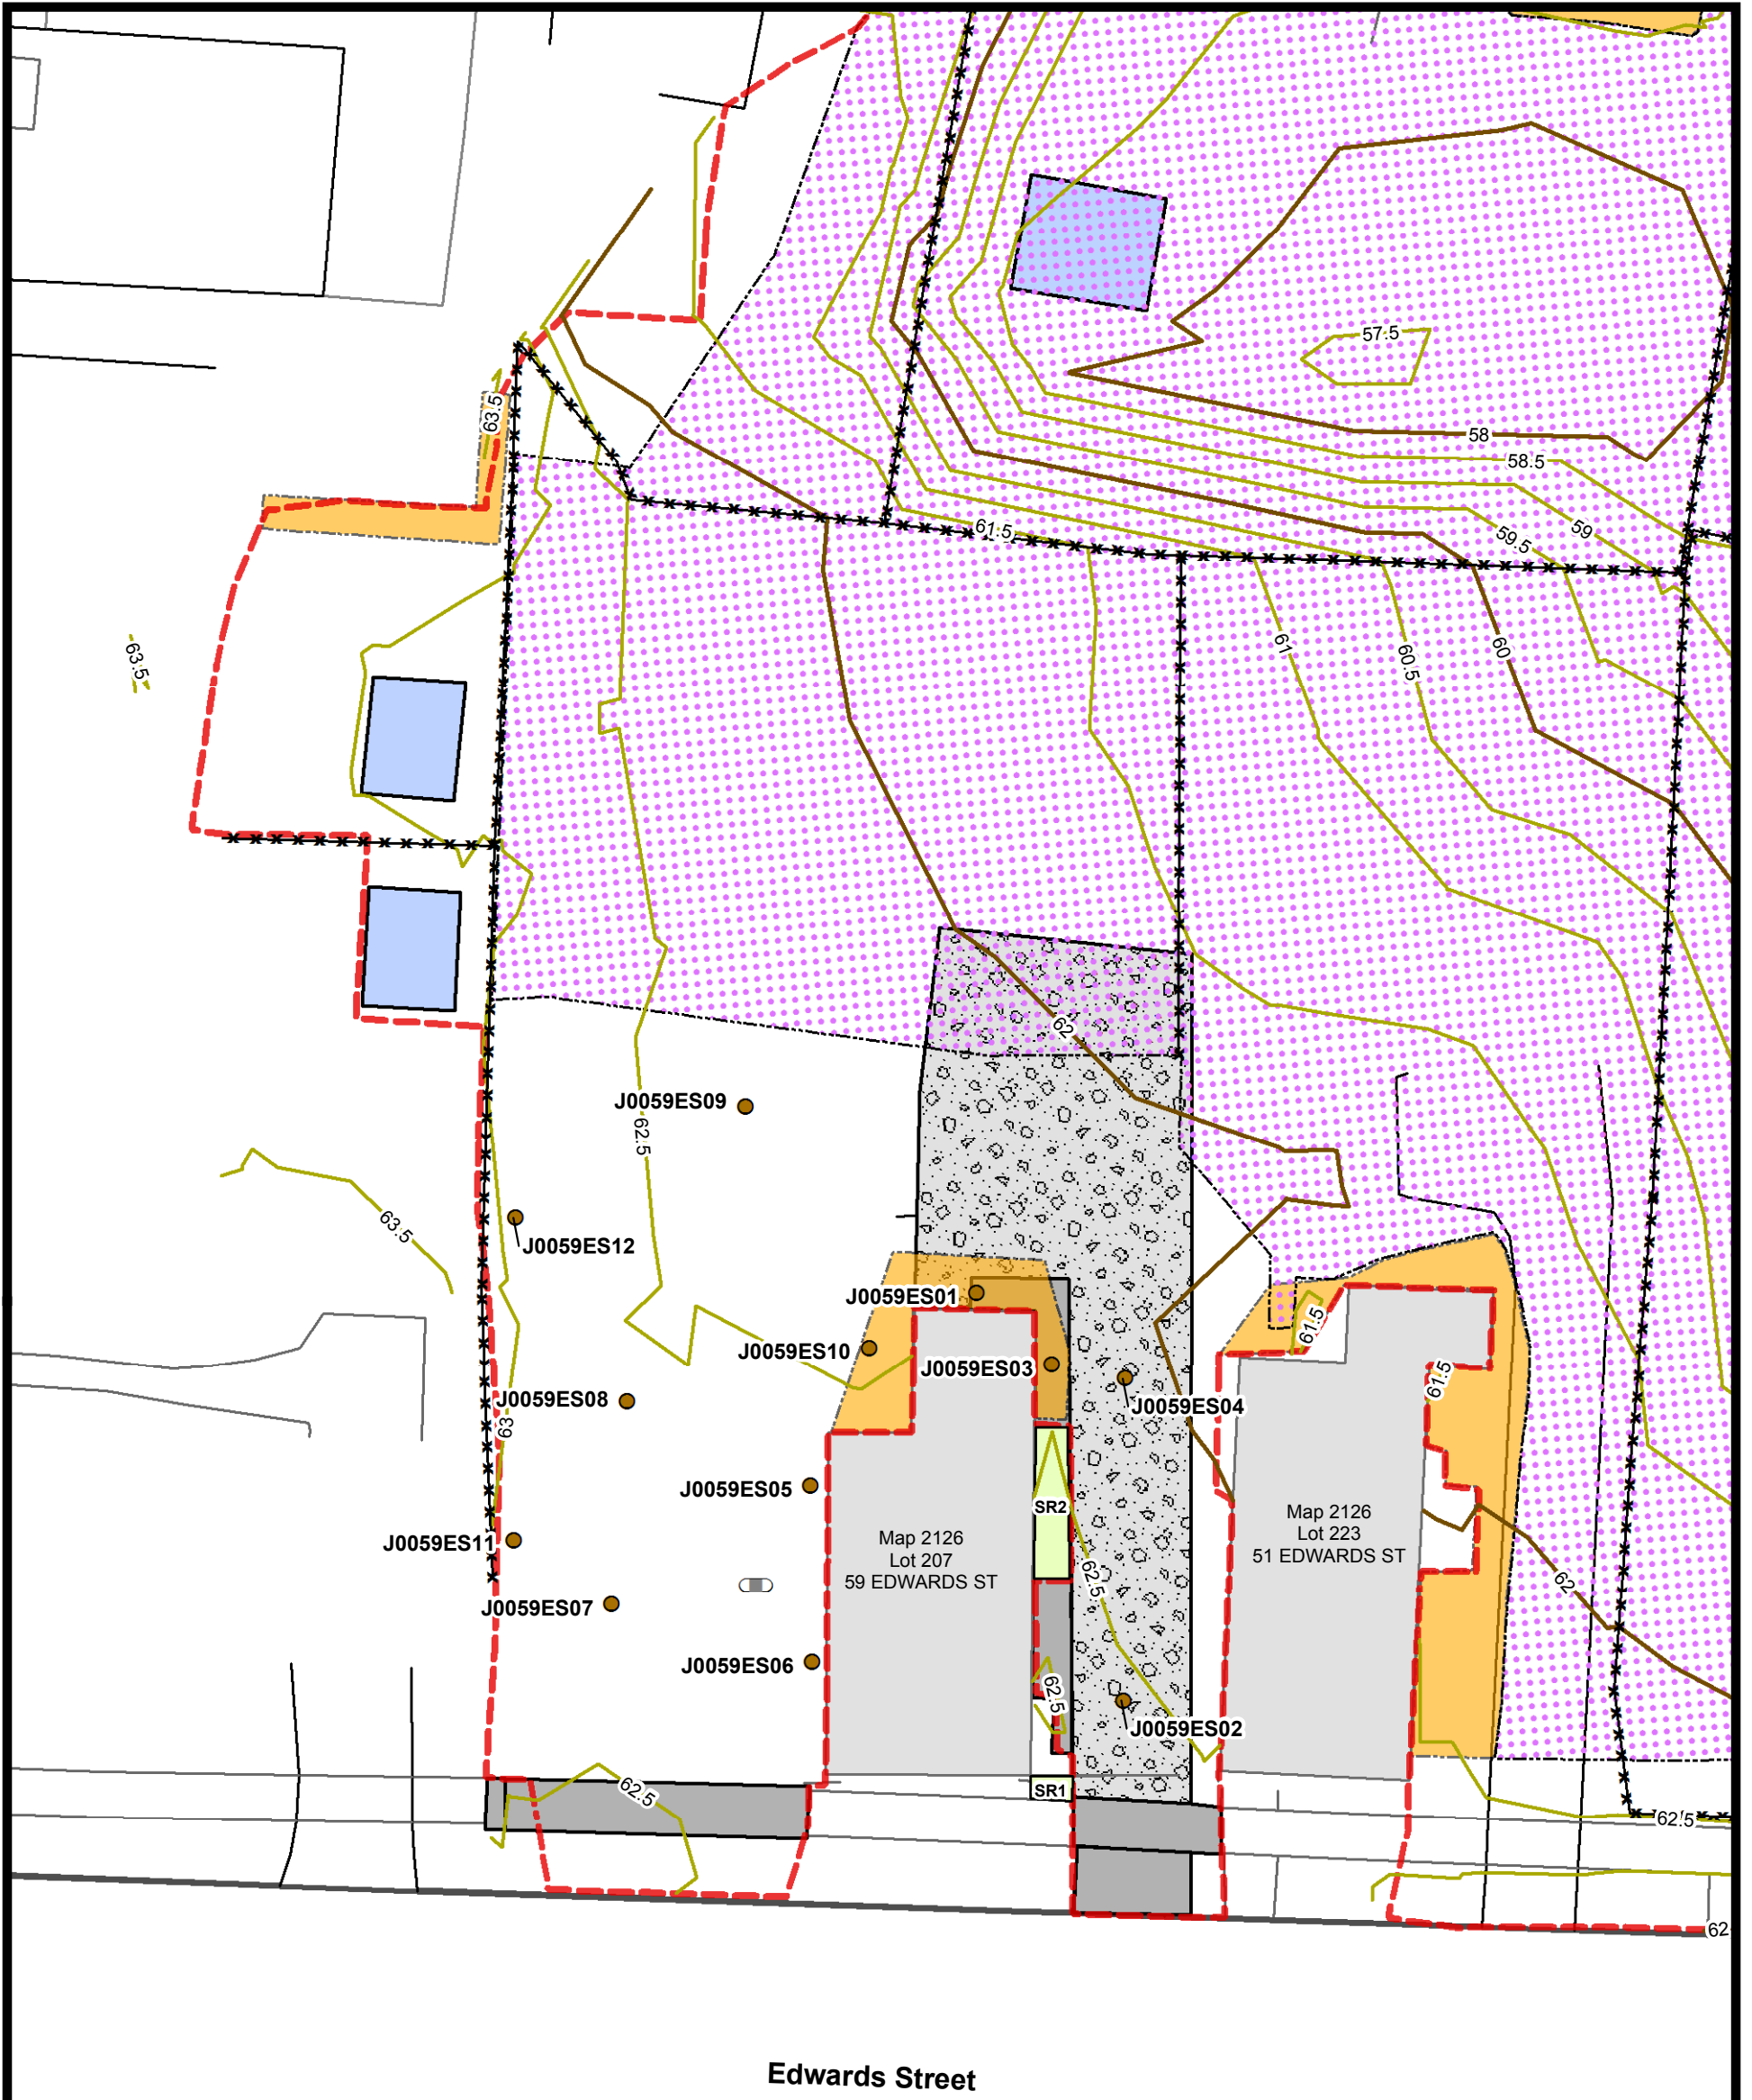 57.5
63.5
58
58.5
61.5
59.5
59
63.5
61
60.5
60
62
J0059ES09
62.5
63.5
J0059ES12
J0059ES01
61.5
J0059ES10
J0059ES03
61.5
J0059ES08
J0059ES04
63
J0059ES05
SR2
Map 2126
Lot 223
51 EDWARDS ST
J0059ES11
Map 2126
Lot 207
59 EDWARDS ST
62.5
62
J0059ES07
J0059ES06
62.5
J0059ES02
62.5
SR1
62.5
62
Edwards Street